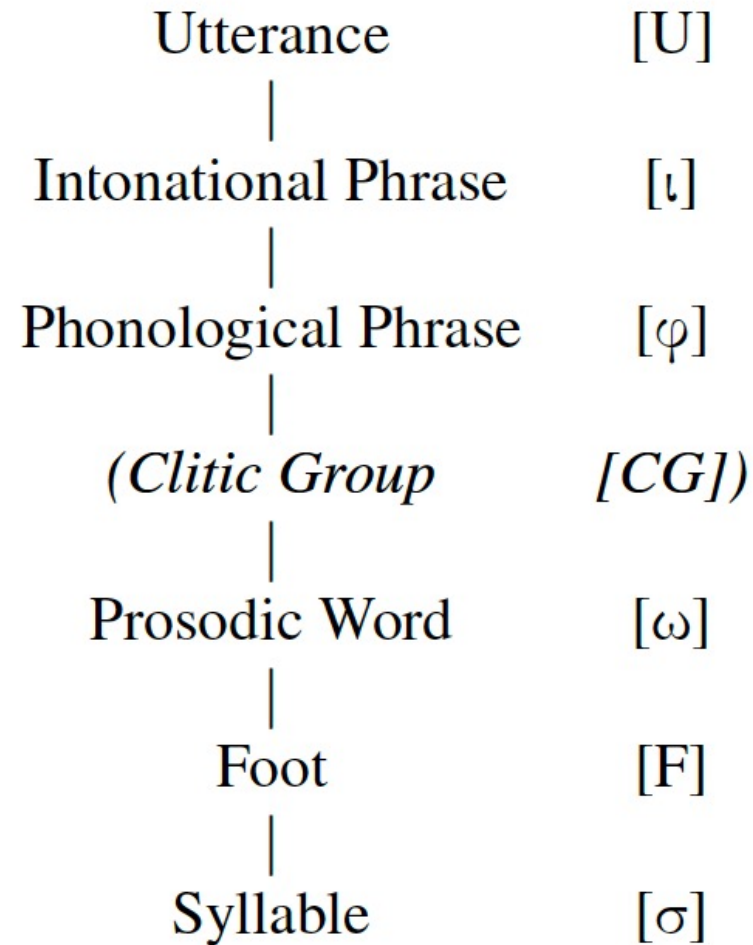 Utterance [U]
Intonational Phrase [ι]
Phonological Phrase [φ]
(Clitic Group [CG])
Prosodic Word [ω]
Foot [F]
Syllable [σ]